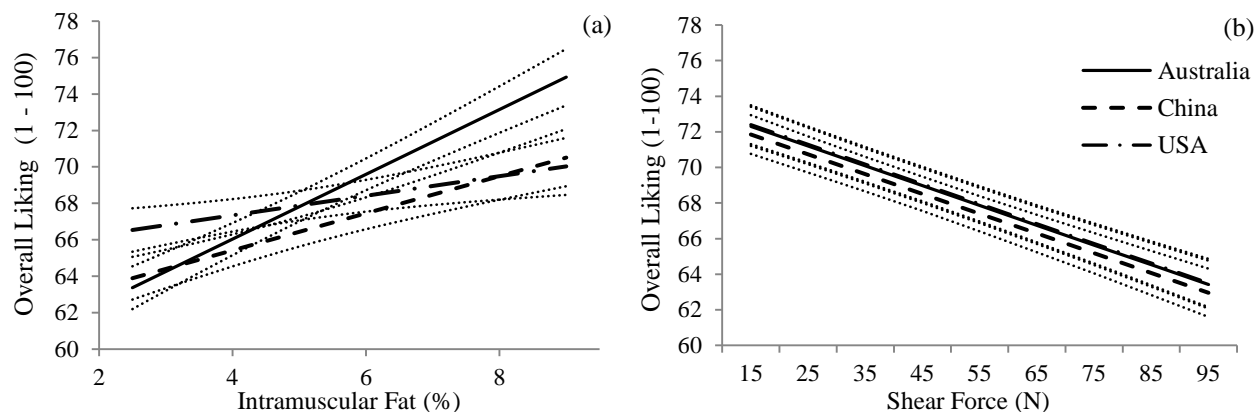 (a)
Overall Liking (1 - 100)
78
76
74
72
70
68
66
64
62
60
2
4
6
8
Intramuscular Fat (%)
(b)
Overall Liking (1-100)
78
76
74
72
70
68
66
64
62
60
15 25 35 45 55 65 75 85 95
Shear Force (N)
Australia
China
USA